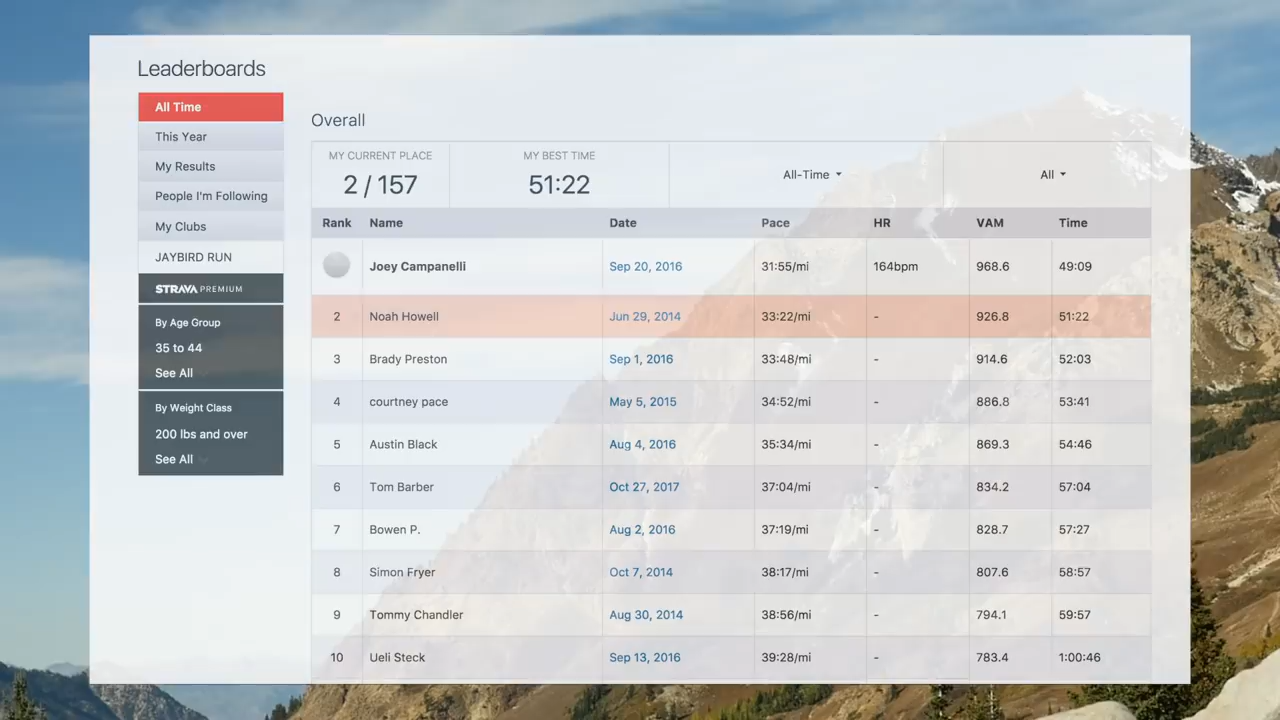 Leaderboards
All Time
This Year
My Results
People I'm Following
My Clubs
JAYBIRD RUN
STRAVA PREMIUM
By Age Group
35 to 44
See All
By Weight Class
200 lbs and over
See All
Overall
MY CURRENT PLACE MY BEST TIME
2 / 157 51:22 All-Time All
Rank Name Date Pace HR VAM Time
Joey Campanelli Sep 20, 2016 31:55/mi 164bpm 968.6 49:09
2 Noah Howell Jun 29, 2014 33:22/mi - 926.8 51:22
3 Brady Preston Sep 1, 2016 33:48/mi - 914.6 52:03
4 courtney pace May 5, 2015 34:52/mi - 886.8 53:41
5 Austin Black Aug 4, 2016 35:34/mi - 869.3 54:46
6 Tom Barber Oct 27, 2017 37:04/mi - 834.2 57:04
7 Bowen P. Aug 2, 2016 37:19/mi - 828.7 57:27
8 Simon Fryer Oct 7, 2014 38:17/mi - 807.6 58:57
9 Tommy Chandler Aug 30, 2014 38:56/mi - 794.1 59:57
10 Ueli Steck Sep 13, 2016 39:28/mi - 783.4 1:00:46